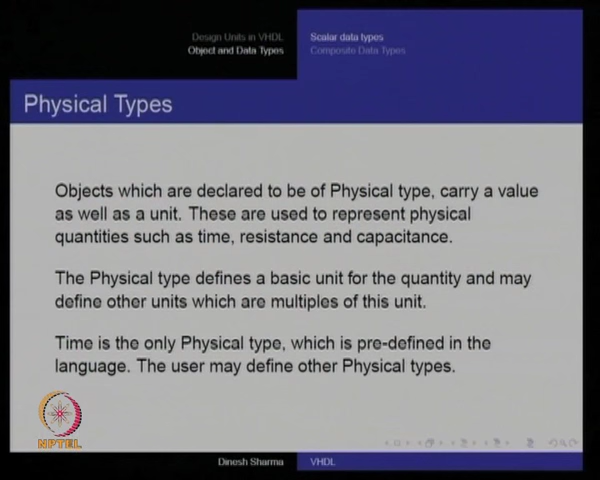 Design Units in VHDL
Object and Data Types
Scalar data types
Composite Data Types
Physical Types
Objects which are declared to be of Physical type, carry a value
as well as a unit. These are used to represent physical
quantities such as time, resistance and capacitance.
The Physical type defines a basic unit for the quantity and may
define other units which are multiples of this unit.
Time is the only Physical type, which is pre-defined in the
language. The user may define other Physical types.
NPTEL
Dinesh Sharma
VHDL